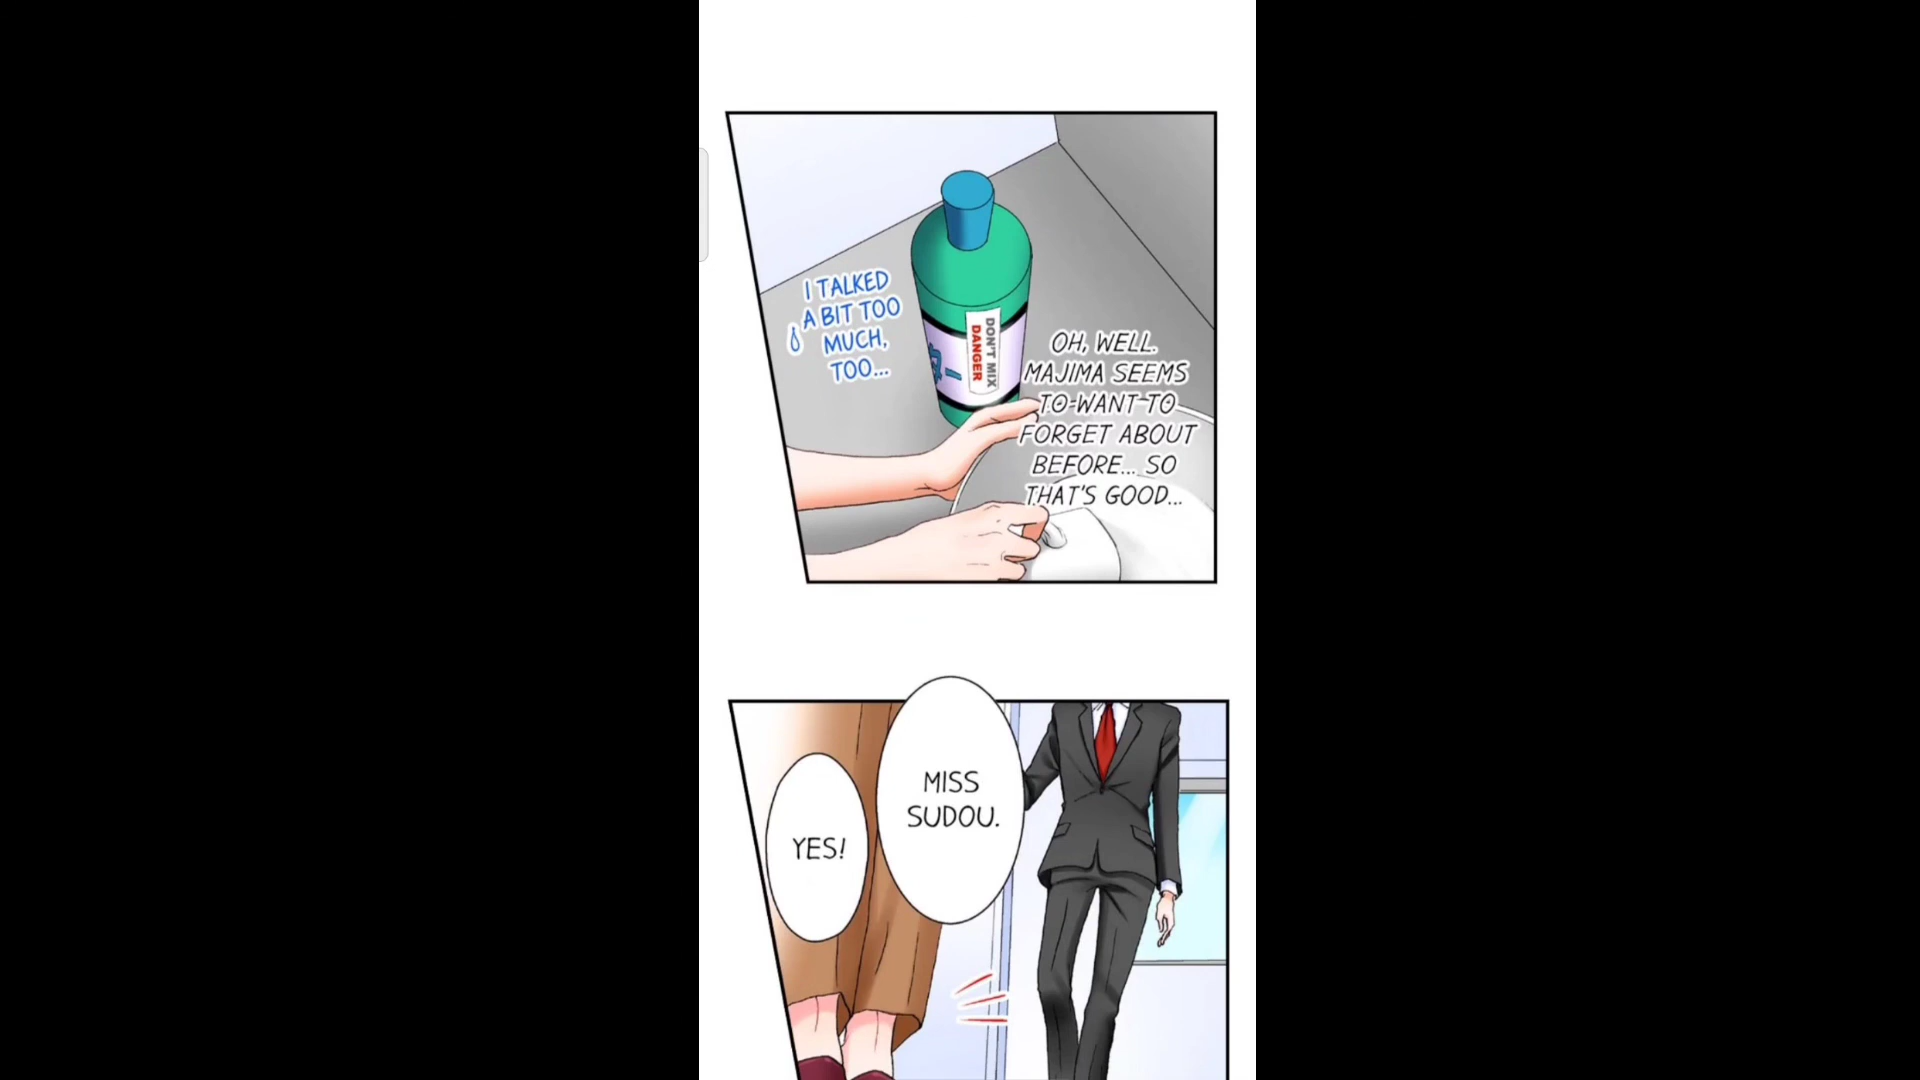 I TALKED
A BIT TOO
MUCH,
TOO...
DON'T MIX
DANGER
OH, WELL.
MAJIMA SEEMS
TO WANT TO
FORGET ABOUT
BEFORE... SO
THAT'S GOOD...
MISS
SUDOU.
YES!